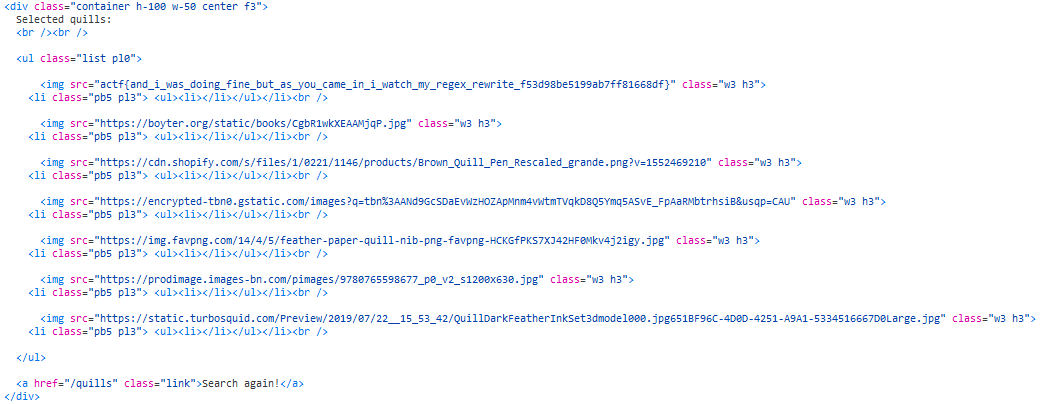 <div class="container h-100 w-50 center f3">
Selected quills:
<br /><br />
<ul class="list pl0">
<img src="actf{and_i_was_doing_fine_but_as_you_came_in_i_watch_my_regex_rewrite_f53d98be5199ab7ff81668df}" class="w3 h3">
<li class="pb5 pl3"> <ul><li></li></ul></li><br />
<img src="https://boyter.org/static/books/CgbR1wkXEAAMjqP.jpg" class="w3 h3">
<li class="pb5 pl3"> <ul><li></li></ul></li><br />
<img src="https://cdn.shopify.com/s/files/1/0221/1146/products/Brown_Quill_Pen_Rescaled_grande.png?v=1552469210" class="w3 h3">
<li class="pb5 pl3"> <ul><li></li></ul></li><br />
<img src="https://encrypted-tbn0.gstatic.com/images?q=tbn%3AANd9GcSDaEvWzHOZApMnm4vWtmTVqkD8Q5Ymq5ASvE_FpAaRMbtrhsiB&usqp=CAU" class="w3 h3">
<li class="pb5 pl3"> <ul><li></li></ul></li><br />
<img src="https://img.favpng.com/14/4/5/feather-paper-quill-nib-png-favpng-HCKGfPKS7XJ42HF0Mkv4j2igy.jpg" class="w3 h3">
<li class="pb5 pl3"> <ul><li></li></ul></li><br />
<img src="https://prodimage.images-bn.com/pimages/9780765598677_p0_v2_s1200x630.jpg" class="w3 h3">
<li class="pb5 pl3"> <ul><li></li></ul></li><br />
<img src="https://static.turbosquid.com/Preview/2019/07/22__15_53_42/QuillDarkFeatherInkSet3dmodel000.jpg651BF96C-4D0D-4251-A9A1-5334516667D0Large.jpg" class="w3 h3">
<li class="pb5 pl3"> <ul><li></li></ul></li><br />
</ul>
<a href="/quills" class="link">Search again!</a>
</div>